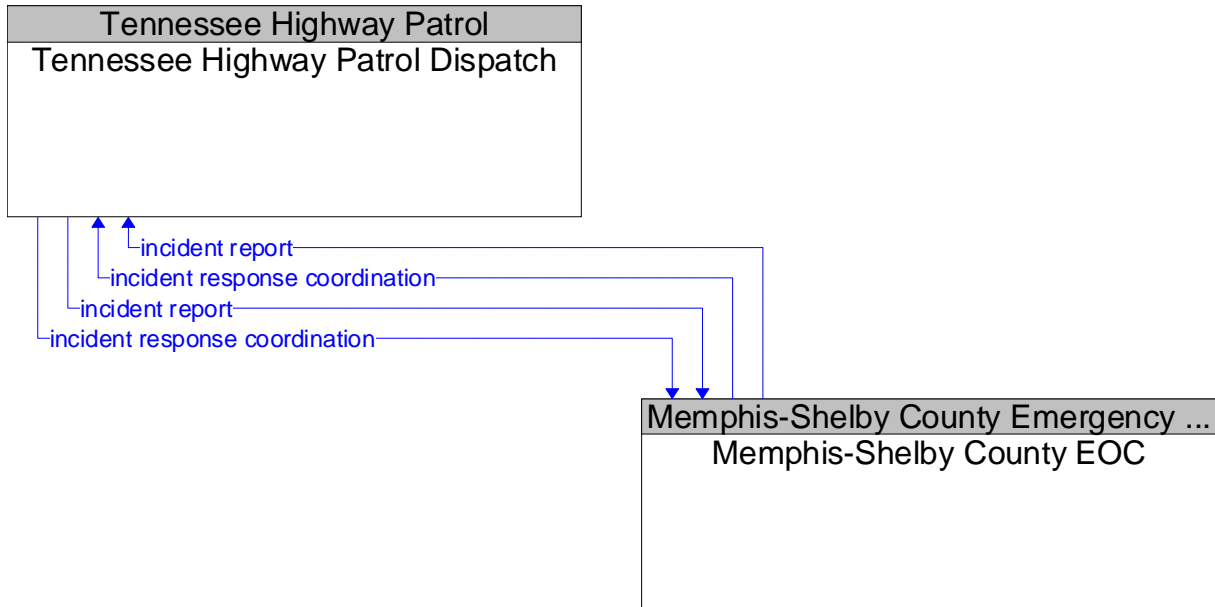 Tennessee Highway Patrol
Tennessee Highway Patrol Dispatch
incident report
incident response coordination
incident report
incident response coordination
Memphis-Shelby County Emergency ...
Memphis-Shelby County EOC